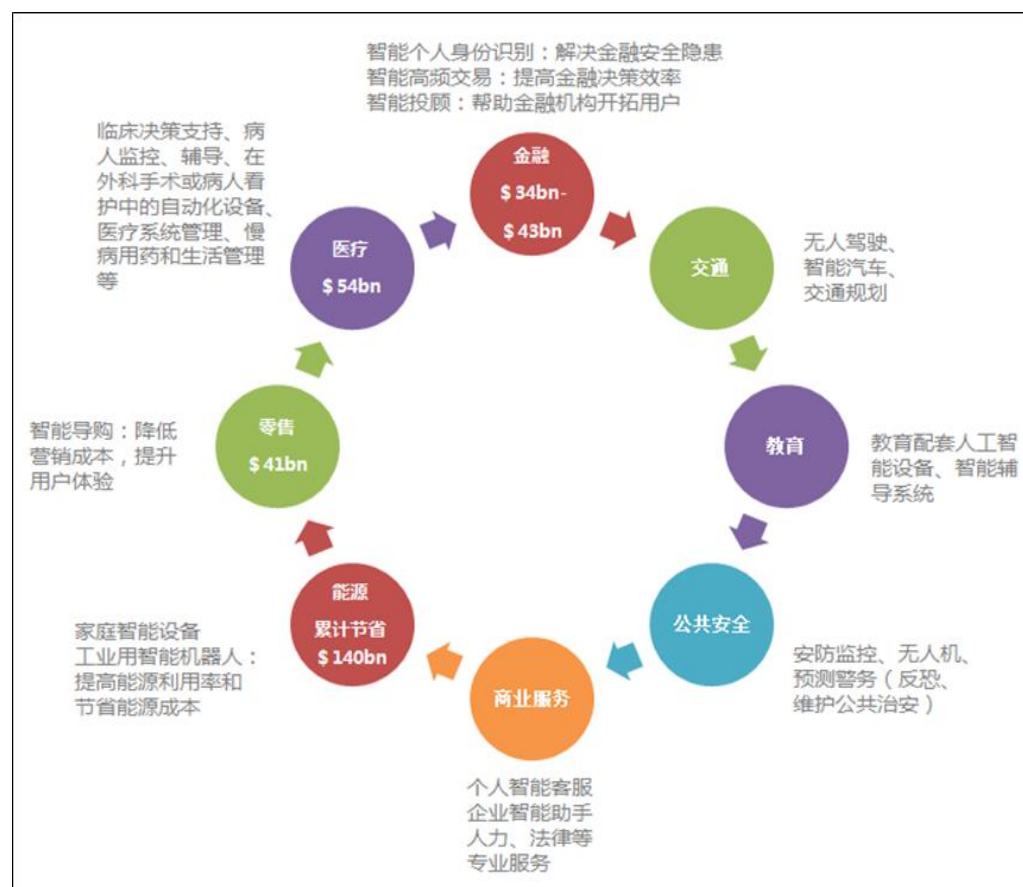 智能个人身份识别：解决金融安全隐患
智能高频交易：提高金融决策效率
智能投顾：帮助金融机构开拓用户
金融
$ 34bn-
$ 43bn
交通
无人驾驶、
智能汽车、
交通规划
教育
教育配套人工智
能设备、智能辅
导系统
公共安全
安防监控、无人机、
预测警务（反恐、
维护公共治安）
商业服务
个人智能客服
企业智能助手
人力、法律等
专业服务
能源
累计节省
$ 140bn
家庭智能设备
工业用智能机器人：
提高能源利用率和
节省能源成本
零售
$ 41bn
智能导购：降低
营销成本，提升
用户体验
医疗
$ 54bn
临床决策支持、病
人监控、辅导、在
外科手术或病人看
护中的自动化设备、
医疗系统管理、慢
病用药和生活管理
等